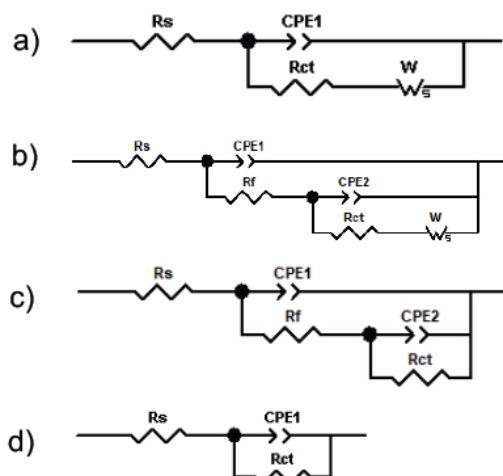 a) Rs CPE1
Rct W
s
b) Rs CPE1
Rf CPE2
Rct W
s
c) Rs CPE1
Rf CPE2
Rct
d) Rs CPE1
Rct